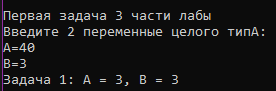 Первая задача 3 части лабы
Введите 2 переменные целого типА:
A=40
B=3
Задача 1: A = 3, B = 3